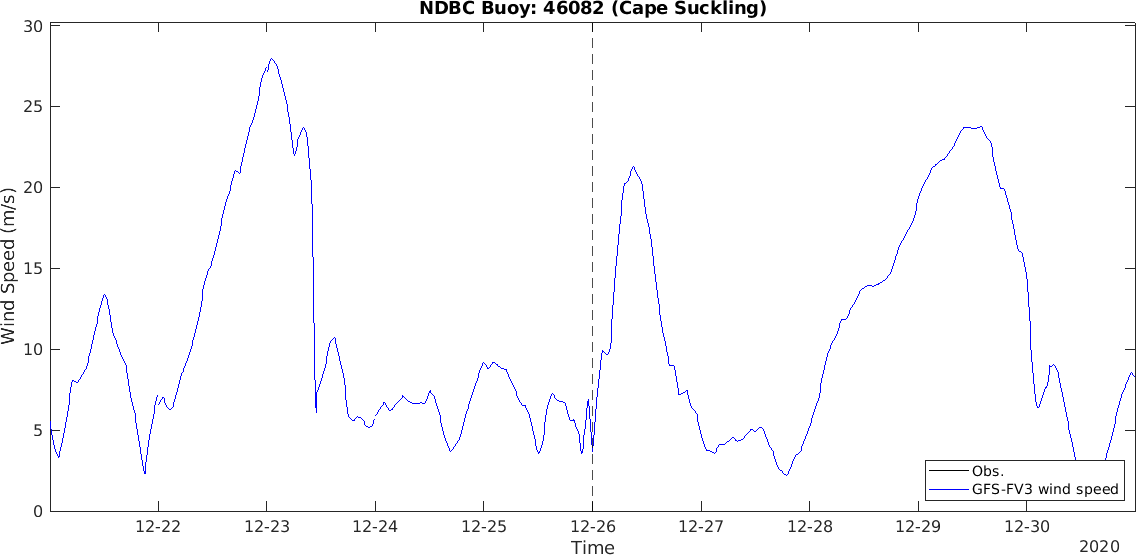 NDBC Buoy: 46082 (Cape Suckling)
30
25
20
15
10
5
0
Wind Speed (m/s)
12-22 12-23 12-24 12-25 12-26 12-27 12-28 12-29 12-30
Time
2020
Obs.
GFS-FV3 wind speed